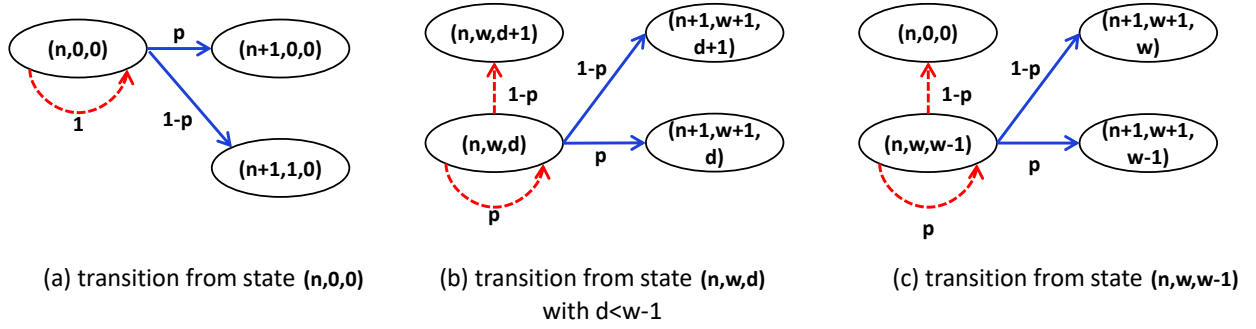 (n,0,0)
p
(n+1,0,0)
1
1-p
(n+1,1,0)
(a) transition from state (n,0,0)
(n,w,d+1)
(n+1,w+1,
d+1)
1-p
1-p
(n,w,d)
p
(n+1,w+1,
d)
p
(b) transition from state (n,w,d)
with d<w-1
(n,0,0)
(n+1,w+1,
w)
1-p
1-p
(n,w,w-1)
p
(n+1,w+1,
w-1)
p
(c) transition from state (n,w,w-1)